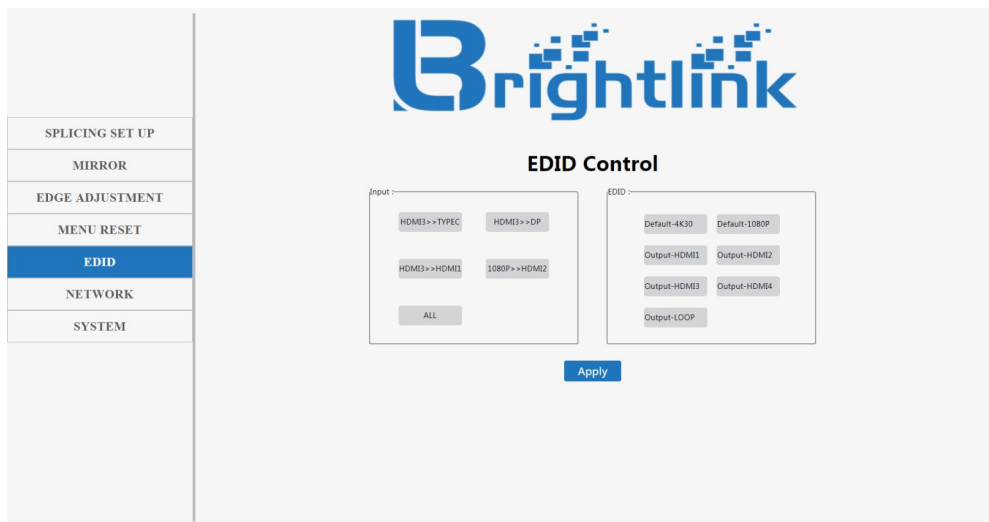 Brightlink
SPLICING SET UP
MIRROR
EDGE ADJUSTMENT
MENU RESET
EDID
NETWORK
SYSTEM
EDID Control
Input :
HDMI3>>TYPEC HDMI3>>DP
HDMI3>>HDMI1 1080P>>HDMI2
ALL
EDID :
Default-4K30 Default-1080P
Output-HDMI1 Output-HDMI2
Output-HDMI3 Output-HDMI4
Output-LOOP
Apply